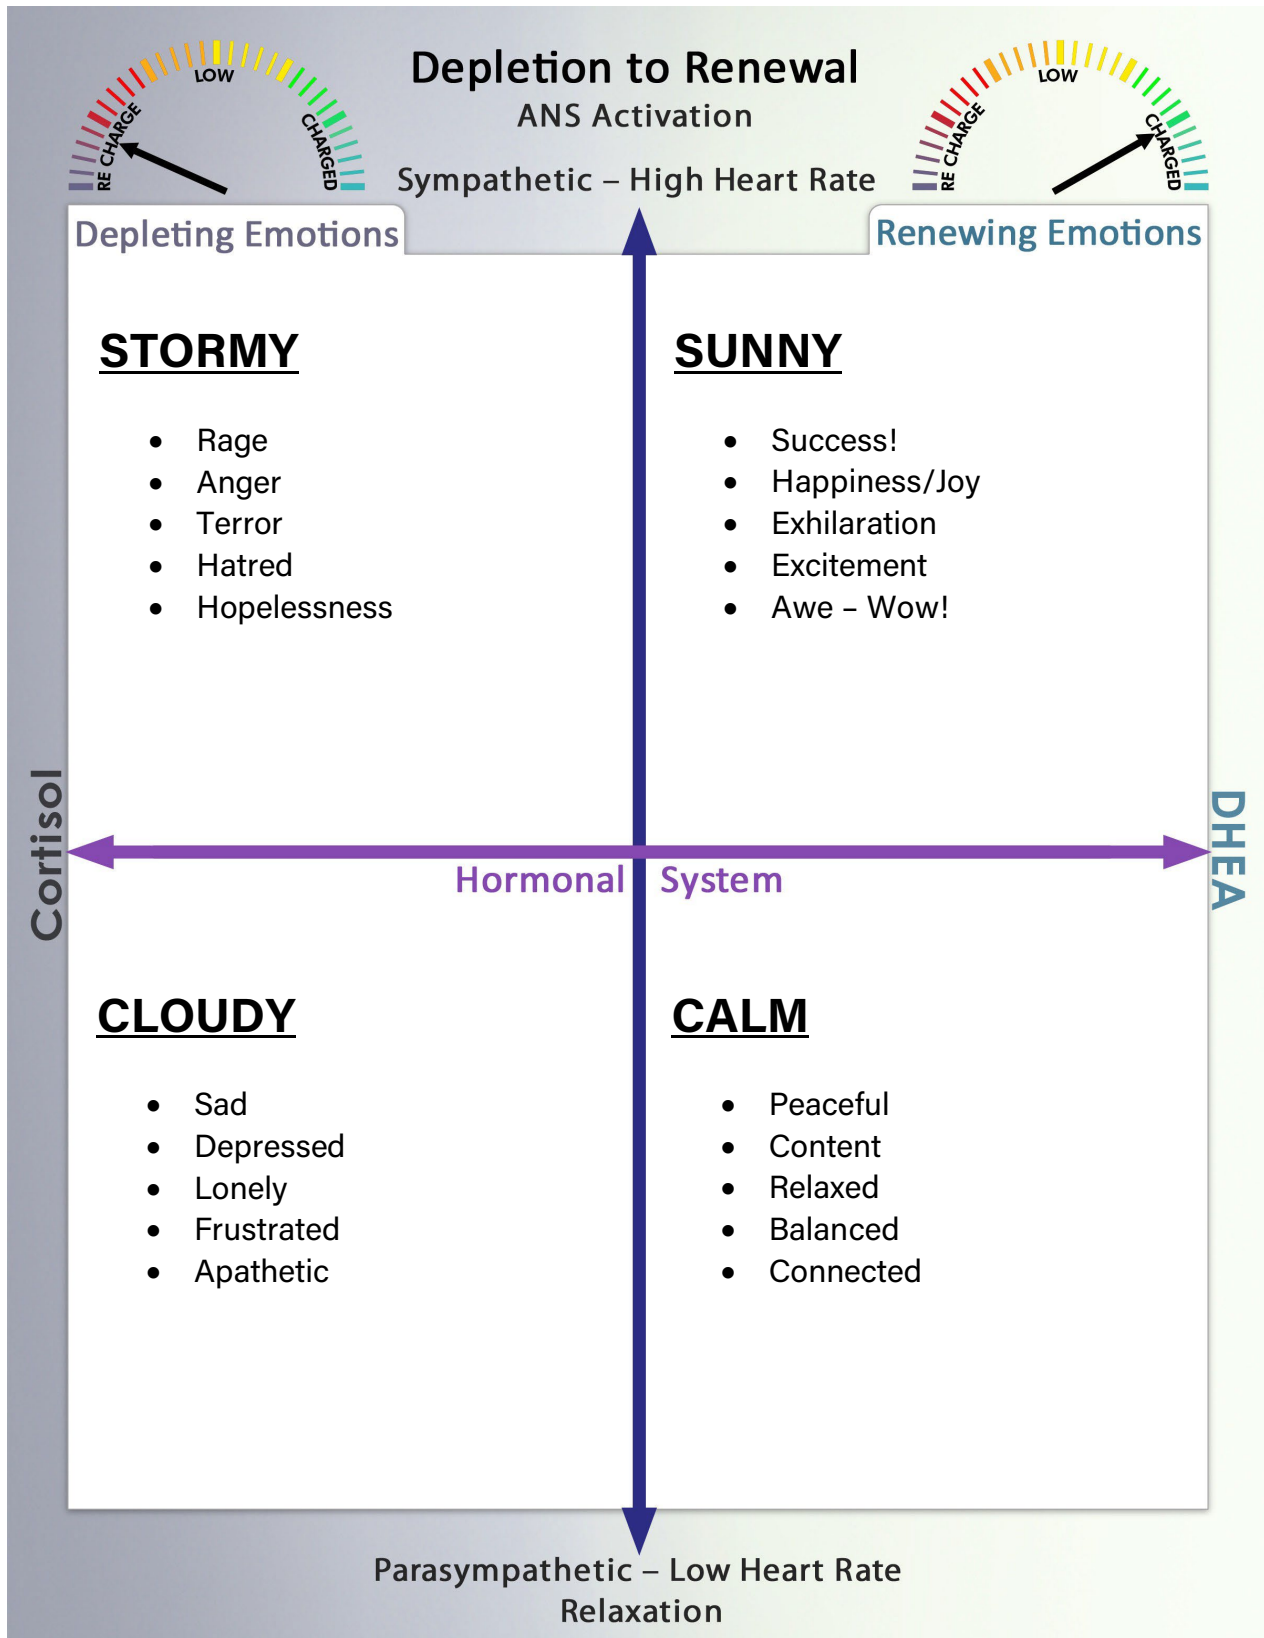 Depletion to Renewal
ANS Activation
Sympathetic – High Heart Rate
RE CHARGE
LOW
CHARGED
RE CHARGE
LOW
CHARGED
Depleting Emotions
Renewing Emotions
STORMY
• Rage
• Anger
• Terror
• Hatred
• Hopelessness
SUNNY
• Success!
• Happiness/Joy
• Exhilaration
• Excitement
• Awe – Wow!
Cortisol
Hormonal System
DHEA
CLOUDY
• Sad
• Depressed
• Lonely
• Frustrated
• Apathetic
CALM
• Peaceful
• Content
• Relaxed
• Balanced
• Connected
Parasympathetic – Low Heart Rate
Relaxation